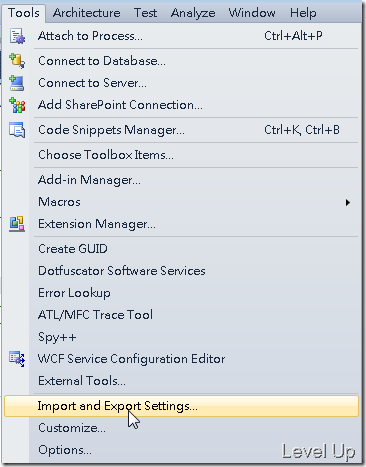 Tools Architecture Test Analyze Window Help
Attach to Process... Ctrl+Alt+P
Connect to Database...
Connect to Server...
Add SharePoint Connection...
Code Snippets Manager... Ctrl+K, Ctrl+B
Choose Toolbox Items...
Add-in Manager...
Macros
Extension Manager...
Create GUID
Dotfuscator Software Services
Error Lookup
ATL/MFC Trace Tool
Spy++
WCF Service Configuration Editor
External Tools...
Import and Export Settings...
Customize...
Options...
Level Up